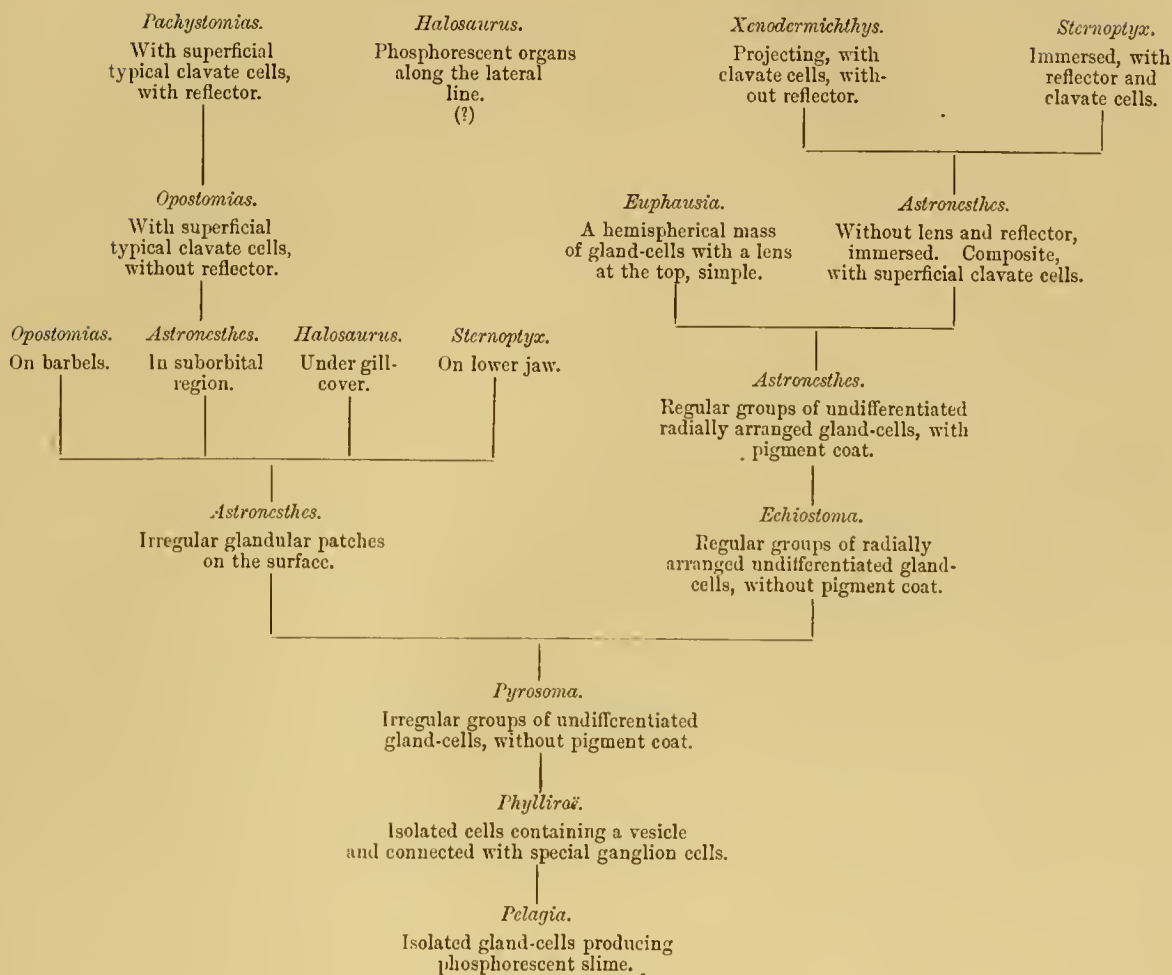 Pachystomias.
With superficial
typical clavate cells,
with reflector.
Halosaurus.
Phosphorescent organs
along the lateral
line.
(?)
Xenodermichthys.
Projecting, with
clavate cells, with-
out reflector.
Sternoptyx.
Immersed, with
reflector and
clavate cells.
Opostomias.
With superficial
typical clavate cells,
without reflector.
Euphausia.
A hemispherical mass
of gland-cells with a lens
at the top, simple.
Astronesthes.
Without lens and reflector,
immersed. Composite,
with superficial clavate cells.
Opostomias.
On barbels.
Astronesthes.
In suborbital
region.
Halosaurus.
Under gill-
cover.
Sternoptyx.
On lower jaw.
Astronesthes.
Regular groups of undifferentiated
radially arranged gland-cells, with
pigment coat.
Astronesthes.
Irregular glandular patches
on the surface.
Echiostoma.
Regular groups of radially
arranged undifferentiated gland-
cells, without pigment coat.
Pyrosoma.
Irregular groups of undifferentiated
gland-cells, without pigment coat.
Phylliroë.
Isolated cells containing a vesicle
and connected with special ganglion cells.
Pelagia.
Isolated gland-cells producing
phosphorescent slime.